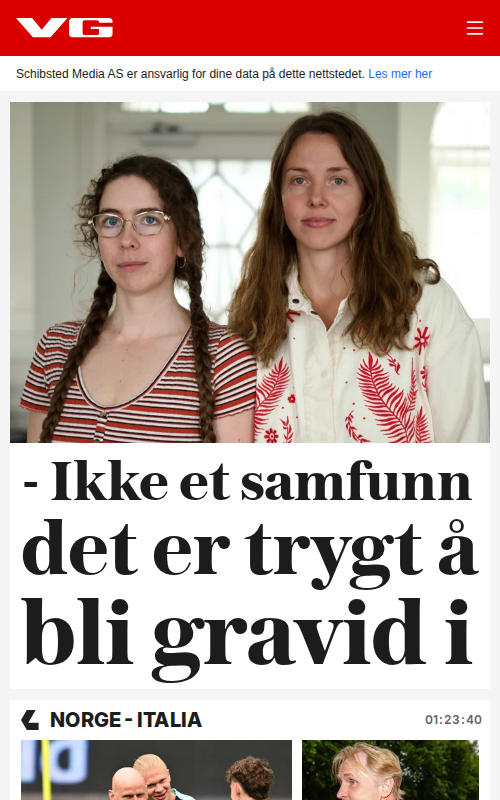 VG
Schibsted Media AS er ansvarlig for dine data på dette nettstedet. Les mer her
- Ikke et samfunn
det er trygt å
bli gravid i
NORGE - ITALIA
01:23:40